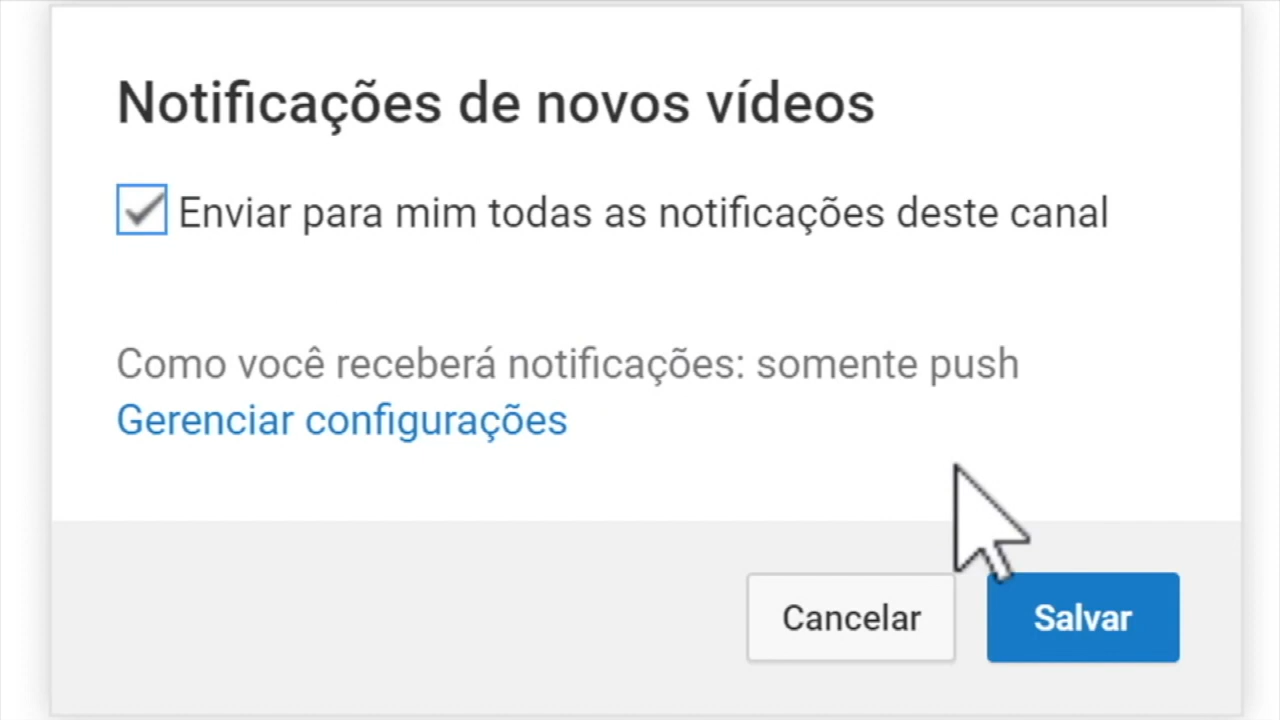 Notificações de novos vídeos
Enviar para mim todas as notificações deste canal
Como você receberá notificações: somente push
Gerenciar configurações
Cancelar
Salvar